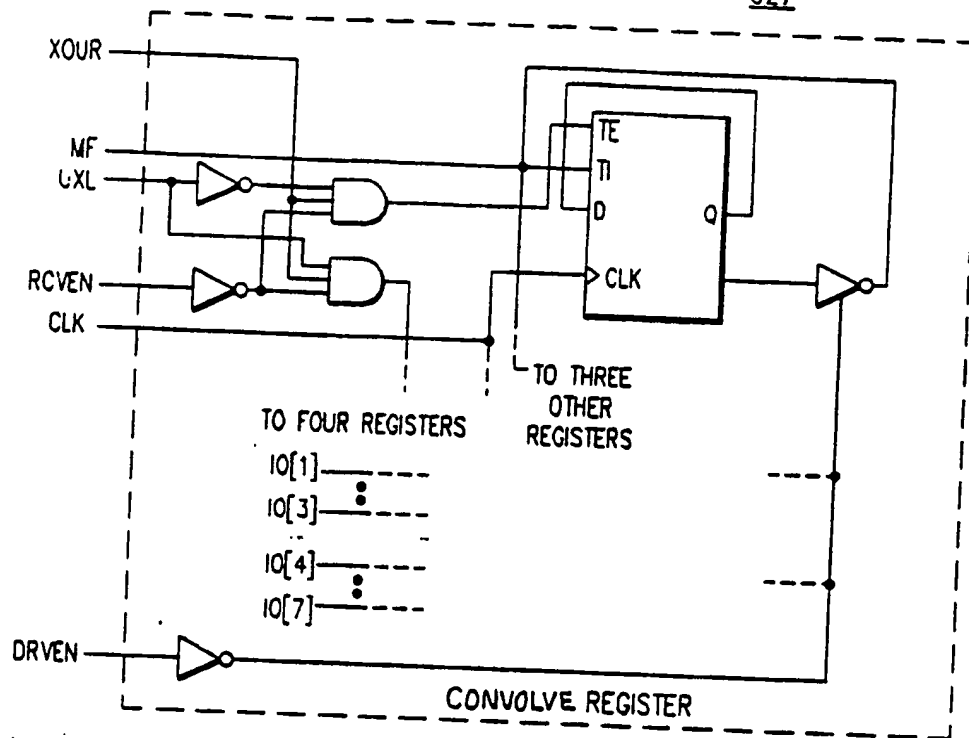 XOUR
MF
RCVEN
CLK
TE
TI
D
Q
CLK
TO THREE
OTHER
REGISTERS
TO FOUR REGISTERS
IO[1]
IO[3]
IO[4]
IO[7]
DRVEN
CONVOLVE REGISTER